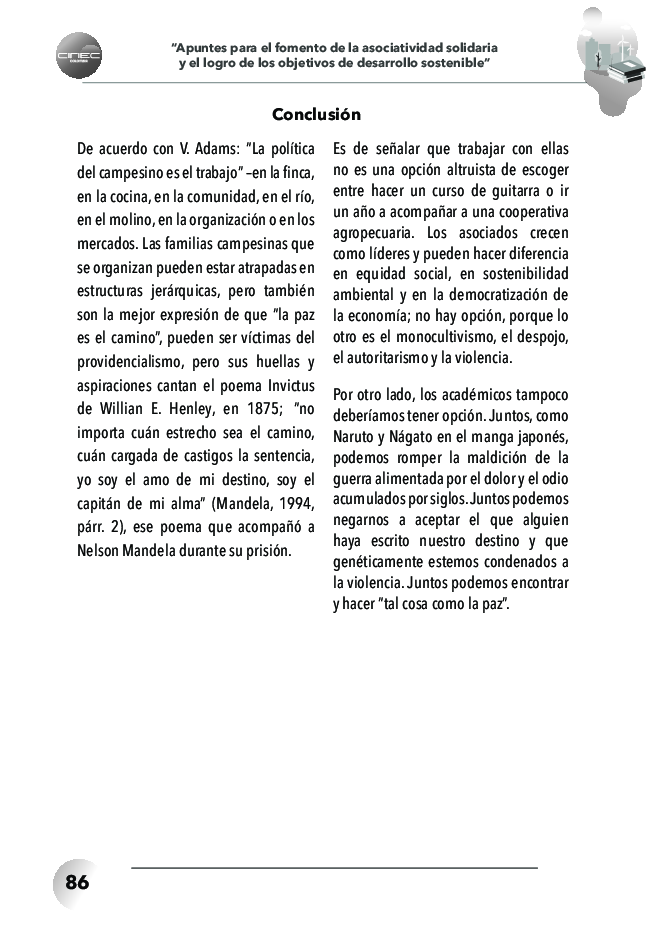 CINEC
COLOMBIA
“Apuntes para el fomento de la asociatividad solidaria
y el logro de los objetivos de desarrollo sostenible”
Conclusión
De acuerdo con V. Adams: “La política
del campesino es el trabajo” –en la finca,
en la cocina, en la comunidad, en el río,
en el molino, en la organización o en los
mercados. Las familias campesinas que
se organizan pueden estar atrapadas en
estructuras jerárquicas, pero también
son la mejor expresión de que “la paz
es el camino”, pueden ser víctimas del
providencialismo, pero sus huellas y
aspiraciones cantan el poema Invictus
de Willian E. Henley, en 1875; “no
importa cuán estrecho sea el camino,
cuán cargada de castigos la sentencia,
yo soy el amo de mi destino, soy el
capitán de mi alma” (Mandela, 1994,
párr. 2), ese poema que acompañó a
Nelson Mandela durante su prisión.
Es de señalar que trabajar con ellas
no es una opción altruista de escoger
entre hacer un curso de guitarra o ir
un año a acompañar a una cooperativa
agropecuaria. Los asociados crecen
como líderes y pueden hacer diferencia
en equidad social, en sostenibilidad
ambiental y en la democratización de
la economía; no hay opción, porque lo
otro es el monocultivismo, el despojo,
el autoritarismo y la violencia.
Por otro lado, los académicos tampoco
deberíamos tener opción. Juntos, como
Naruto y Nágato en el manga japonés,
podemos romper la maldición de la
guerra alimentada por el dolor y el odio
acumulados por siglos. Juntos podemos
negarnos a aceptar el que alguien
haya escrito nuestro destino y que
genéticamente estemos condenados a
la violencia. Juntos podemos encontrar
y hacer “tal cosa como la paz”.
86